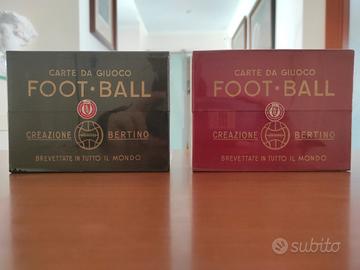 CARTE DA GIUOCO
FOOT·BALL
CREAZIONE BERTINO
BREVETTATE IN TUTTO IL MONDO
CARTE DA GIUOCO
FOOT·BALL
CREAZIONE BERTINO
BREVETTATE IN TUTTO IL MONDO
subito